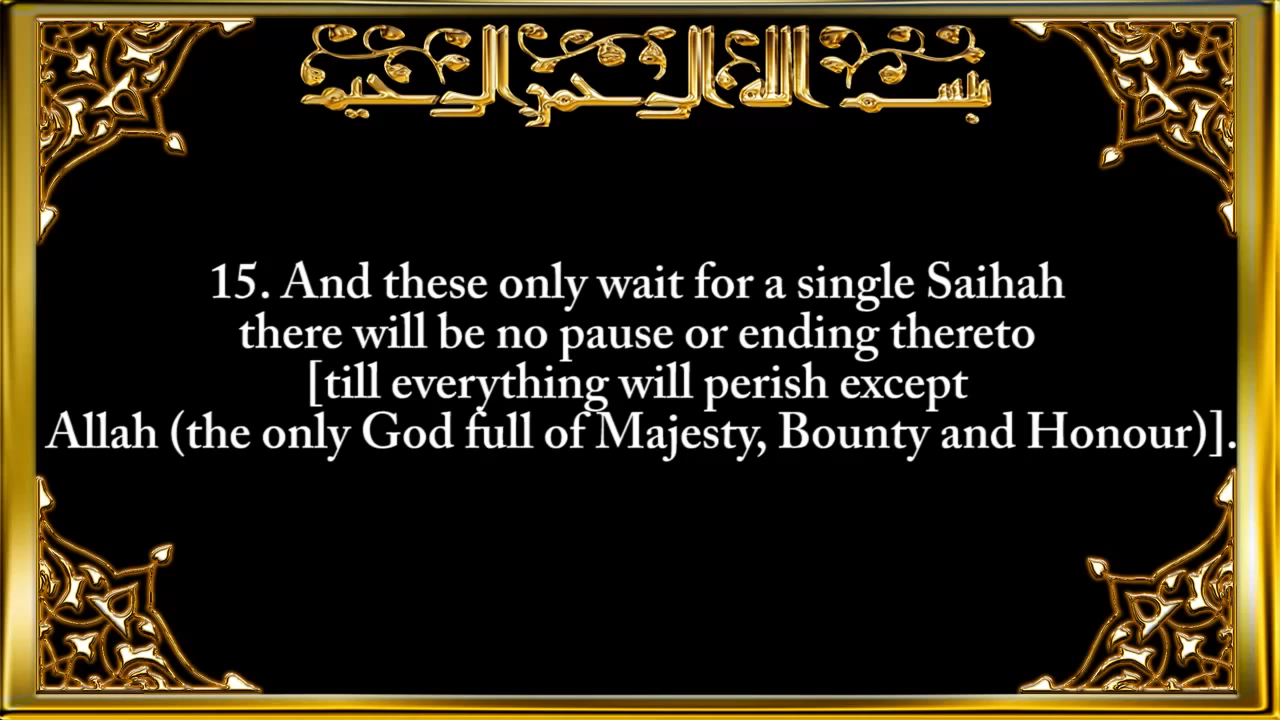 بسم الله الرحمن الرحيم
15. And these only wait for a single Saihah
there will be no pause or ending thereto
[till everything will perish except
Allah (the only God full of Majesty, Bounty and Honour)].